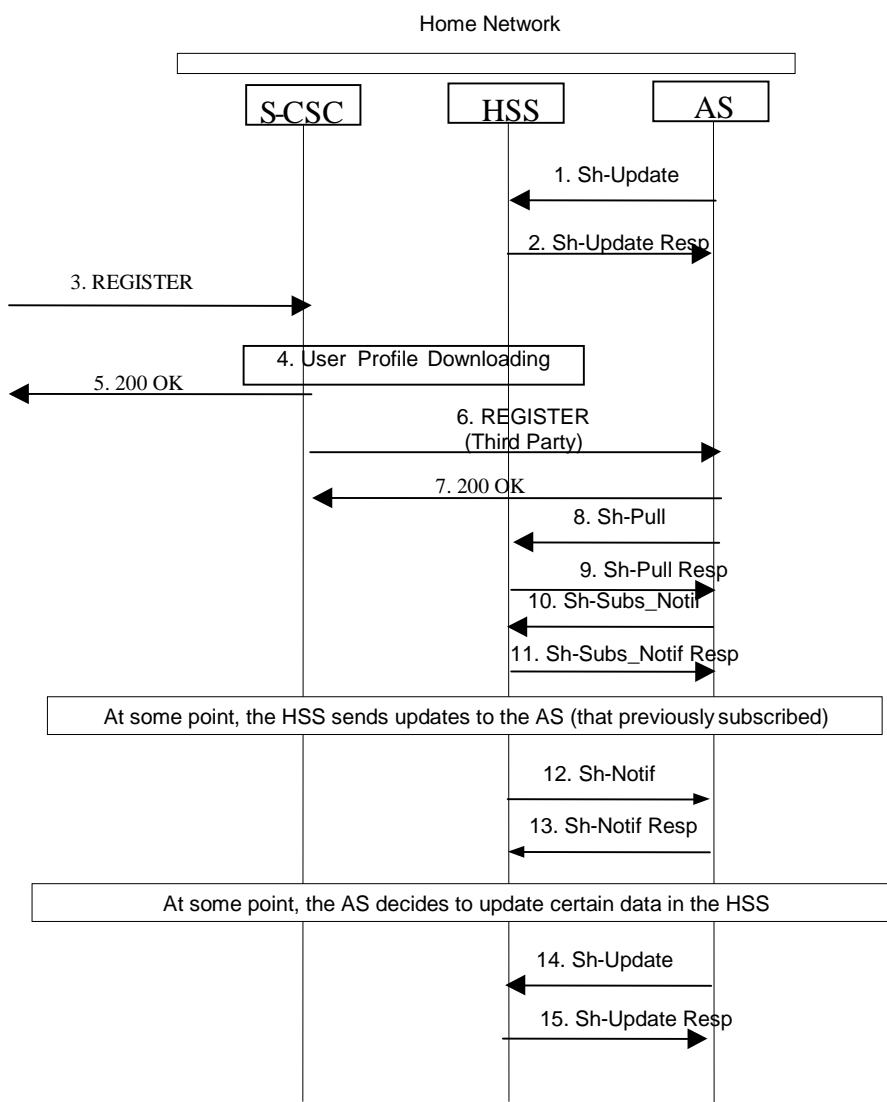 Home Network
S-CSC
HSS
AS
1. Sh-Update
2. Sh-Update Resp
3. REGISTER
4. User Profile Downloading
5. 200 OK
6. REGISTER
(Third Party)
7. 200 OK
8. Sh-Pull
9. Sh-Pull Resp
10. Sh-Subs_Notif
11. Sh-Subs_Notif Resp
At some point, the HSS sends updates to the AS (that previously subscribed)
12. Sh-Notif
13. Sh-Notif Resp
At some point, the AS decides to update certain data in the HSS
14. Sh-Update
15. Sh-Update Resp